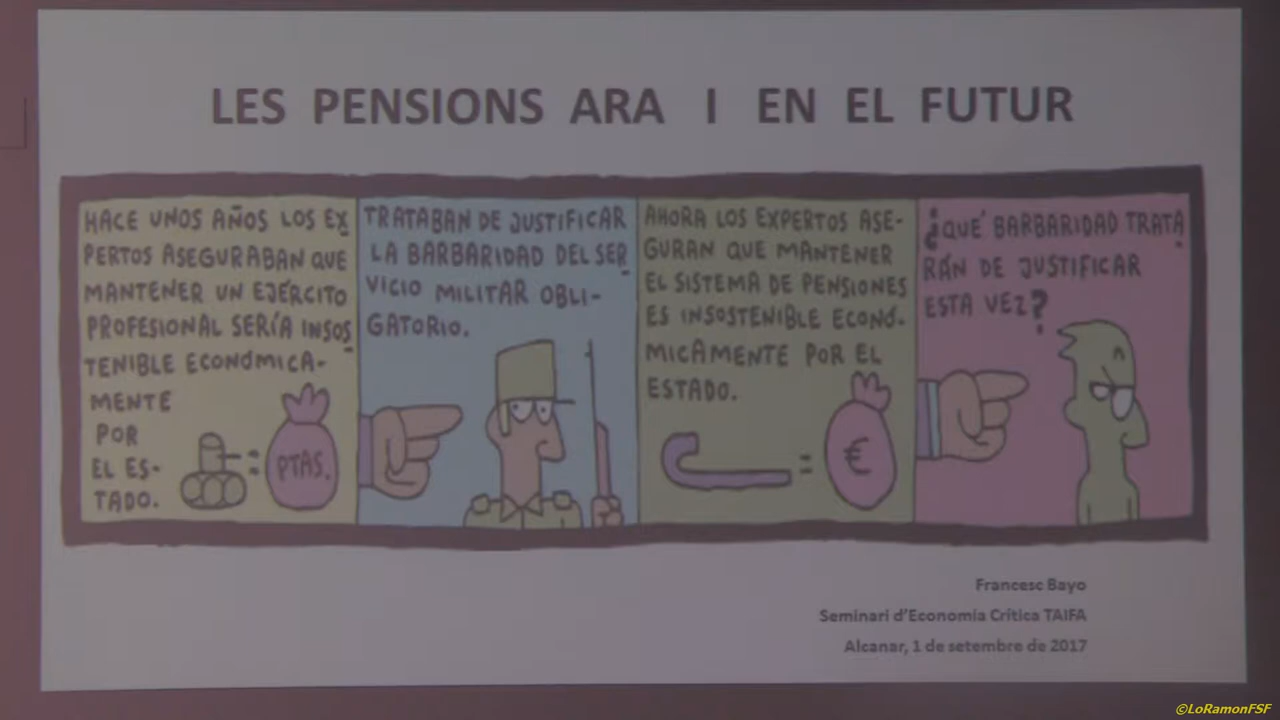 LES PENSIONS ARA I EN EL FUTUR
HACE UNOS AÑOS LOS EX
PERTOS ASEGURABAN QUE
MANTENER UN EJÉRCITO
PROFESIONAL SERÍA INSOS
TENIBLE ECONÓMICA-
MENTE
POR
EL ES-
TADO.
PTAS.
TRATABAN DE JUSTIFICAR
LA BARBARIDAD DEL SER
VICIO MILITAR OBLI-
GATORIO.
AHORA LOS EXPERTOS ASE-
GURAN QUE MANTENER
EL SISTEMA DE PENSIONES
ES INSOSTENIBLE ECONÓ-
MICAMENTE POR EL
ESTADO.
€
¿QUÉ BARBARIDAD TRATA
RÁN DE JUSTIFICAR
ESTA VEZ?
Francesc Bayo
Seminari d'Economia Crítica TAIFA
Alcanar, 1 de setembre de 2017
©LoRamonFSF